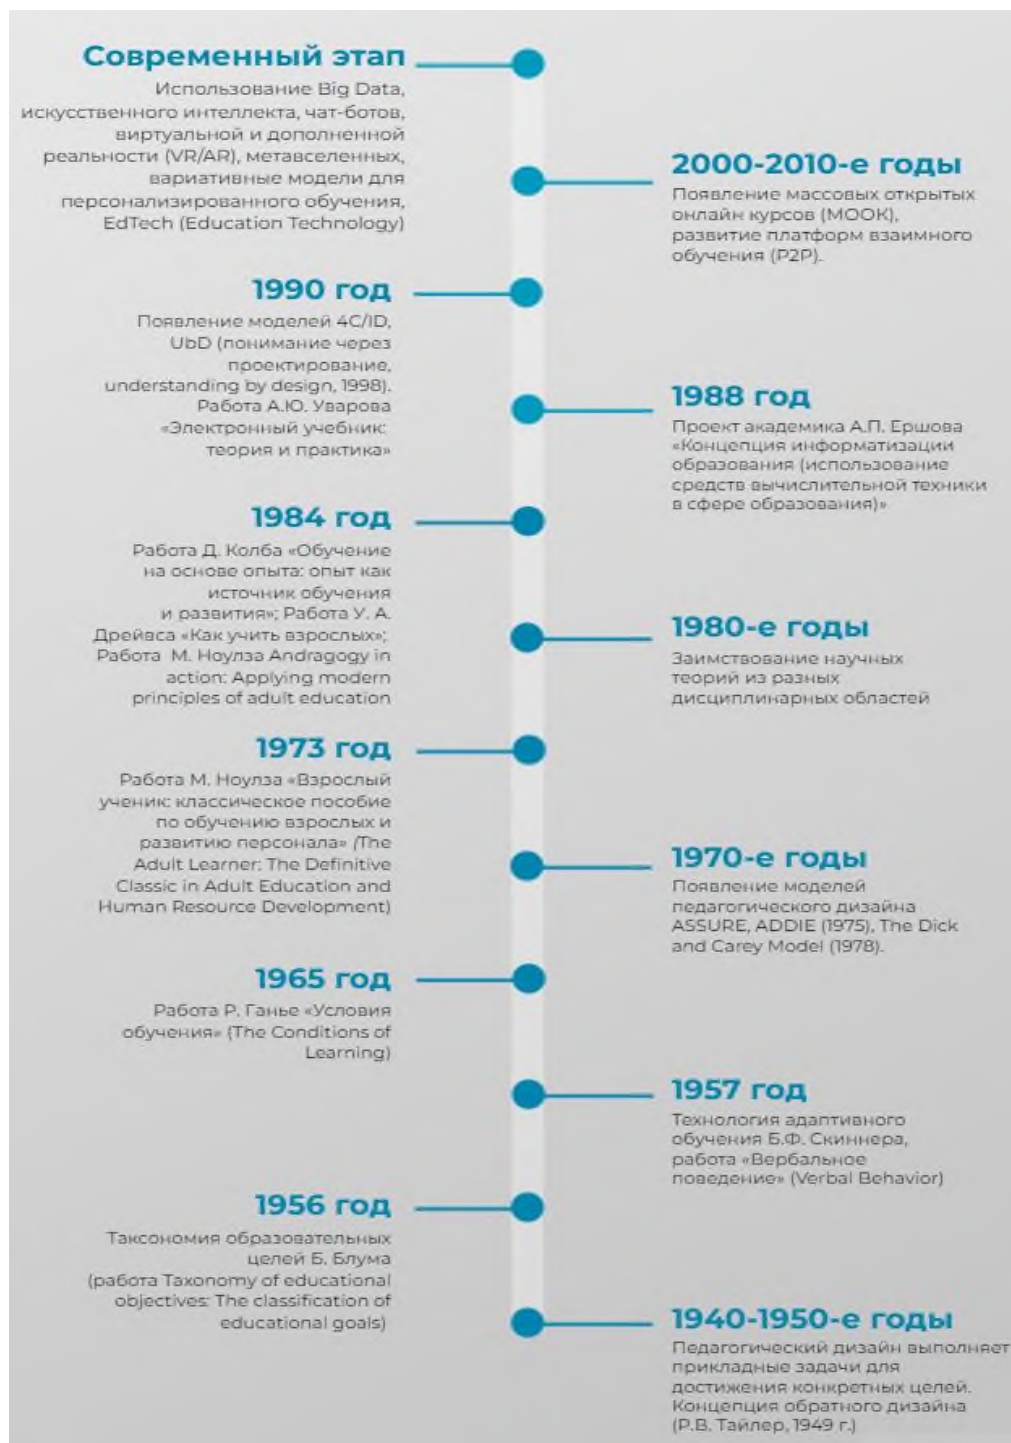 Современный этап
Использование Big Data,
искусственного интеллекта, чат-ботов,
виртуальной и дополненной
реальности (VR/AR), метавселенных,
вариативные модели для
персонализированного обучения,
EdTech (Education Technology)
2000-2010-е годы
Появление массовых открытых
онлайн курсов (МООК),
развитие платформ взаимного
обучения (P2P).
1990 год
Появление моделей 4C/ID,
UbD (понимание через
проектирование,
understanding by design, 1998).
Работа А.Ю. Уварова
«Электронный учебник:
теория и практика»
1988 год
Проект академика А.П. Ершова
«Концепция информатизации
образования (использование
средств вычислительной техники
в сфере образования)»
1984 год
Работа Д. Колба «Обучение
на основе опыта: опыт как
источник обучения
и развития»; Работа У. А.
Дрейвса «Как учить взрослых»;
Работа М. Ноулза Andragogy in
action: Applying modern
principles of adult education
1980-е годы
Заимствование научных
теорий из разных
дисциплинарных областей
1973 год
Работа М. Ноулза «Взрослый
ученик: классическое пособие
по обучению взрослых и
развитию персонала» (The
Adult Learner: The Definitive
Classic in Adult Education and
Human Resource Development)
1970-е годы
Появление моделей
педагогического дизайна
ASSURE, ADDIE (1975), The Dick
and Carey Model (1978).
1965 год
Работа Р. Ганье «Условия
обучения» (The Conditions of
Learning)
1957 год
Технология адаптивного
обучения Б.Ф. Скиннера,
работа «Вербальное
поведение» (Verbal Behavior)
1956 год
Таксономия образовательных
целей Б. Блума
(работа Taxonomy of educational
objectives: The classification of
educational goals)
1940-1950-е годы
Педагогический дизайн выполняет
прикладные задачи для
достижения конкретных целей.
Концепция обратного дизайна
(Р.В. Тайлер, 1949 г.)